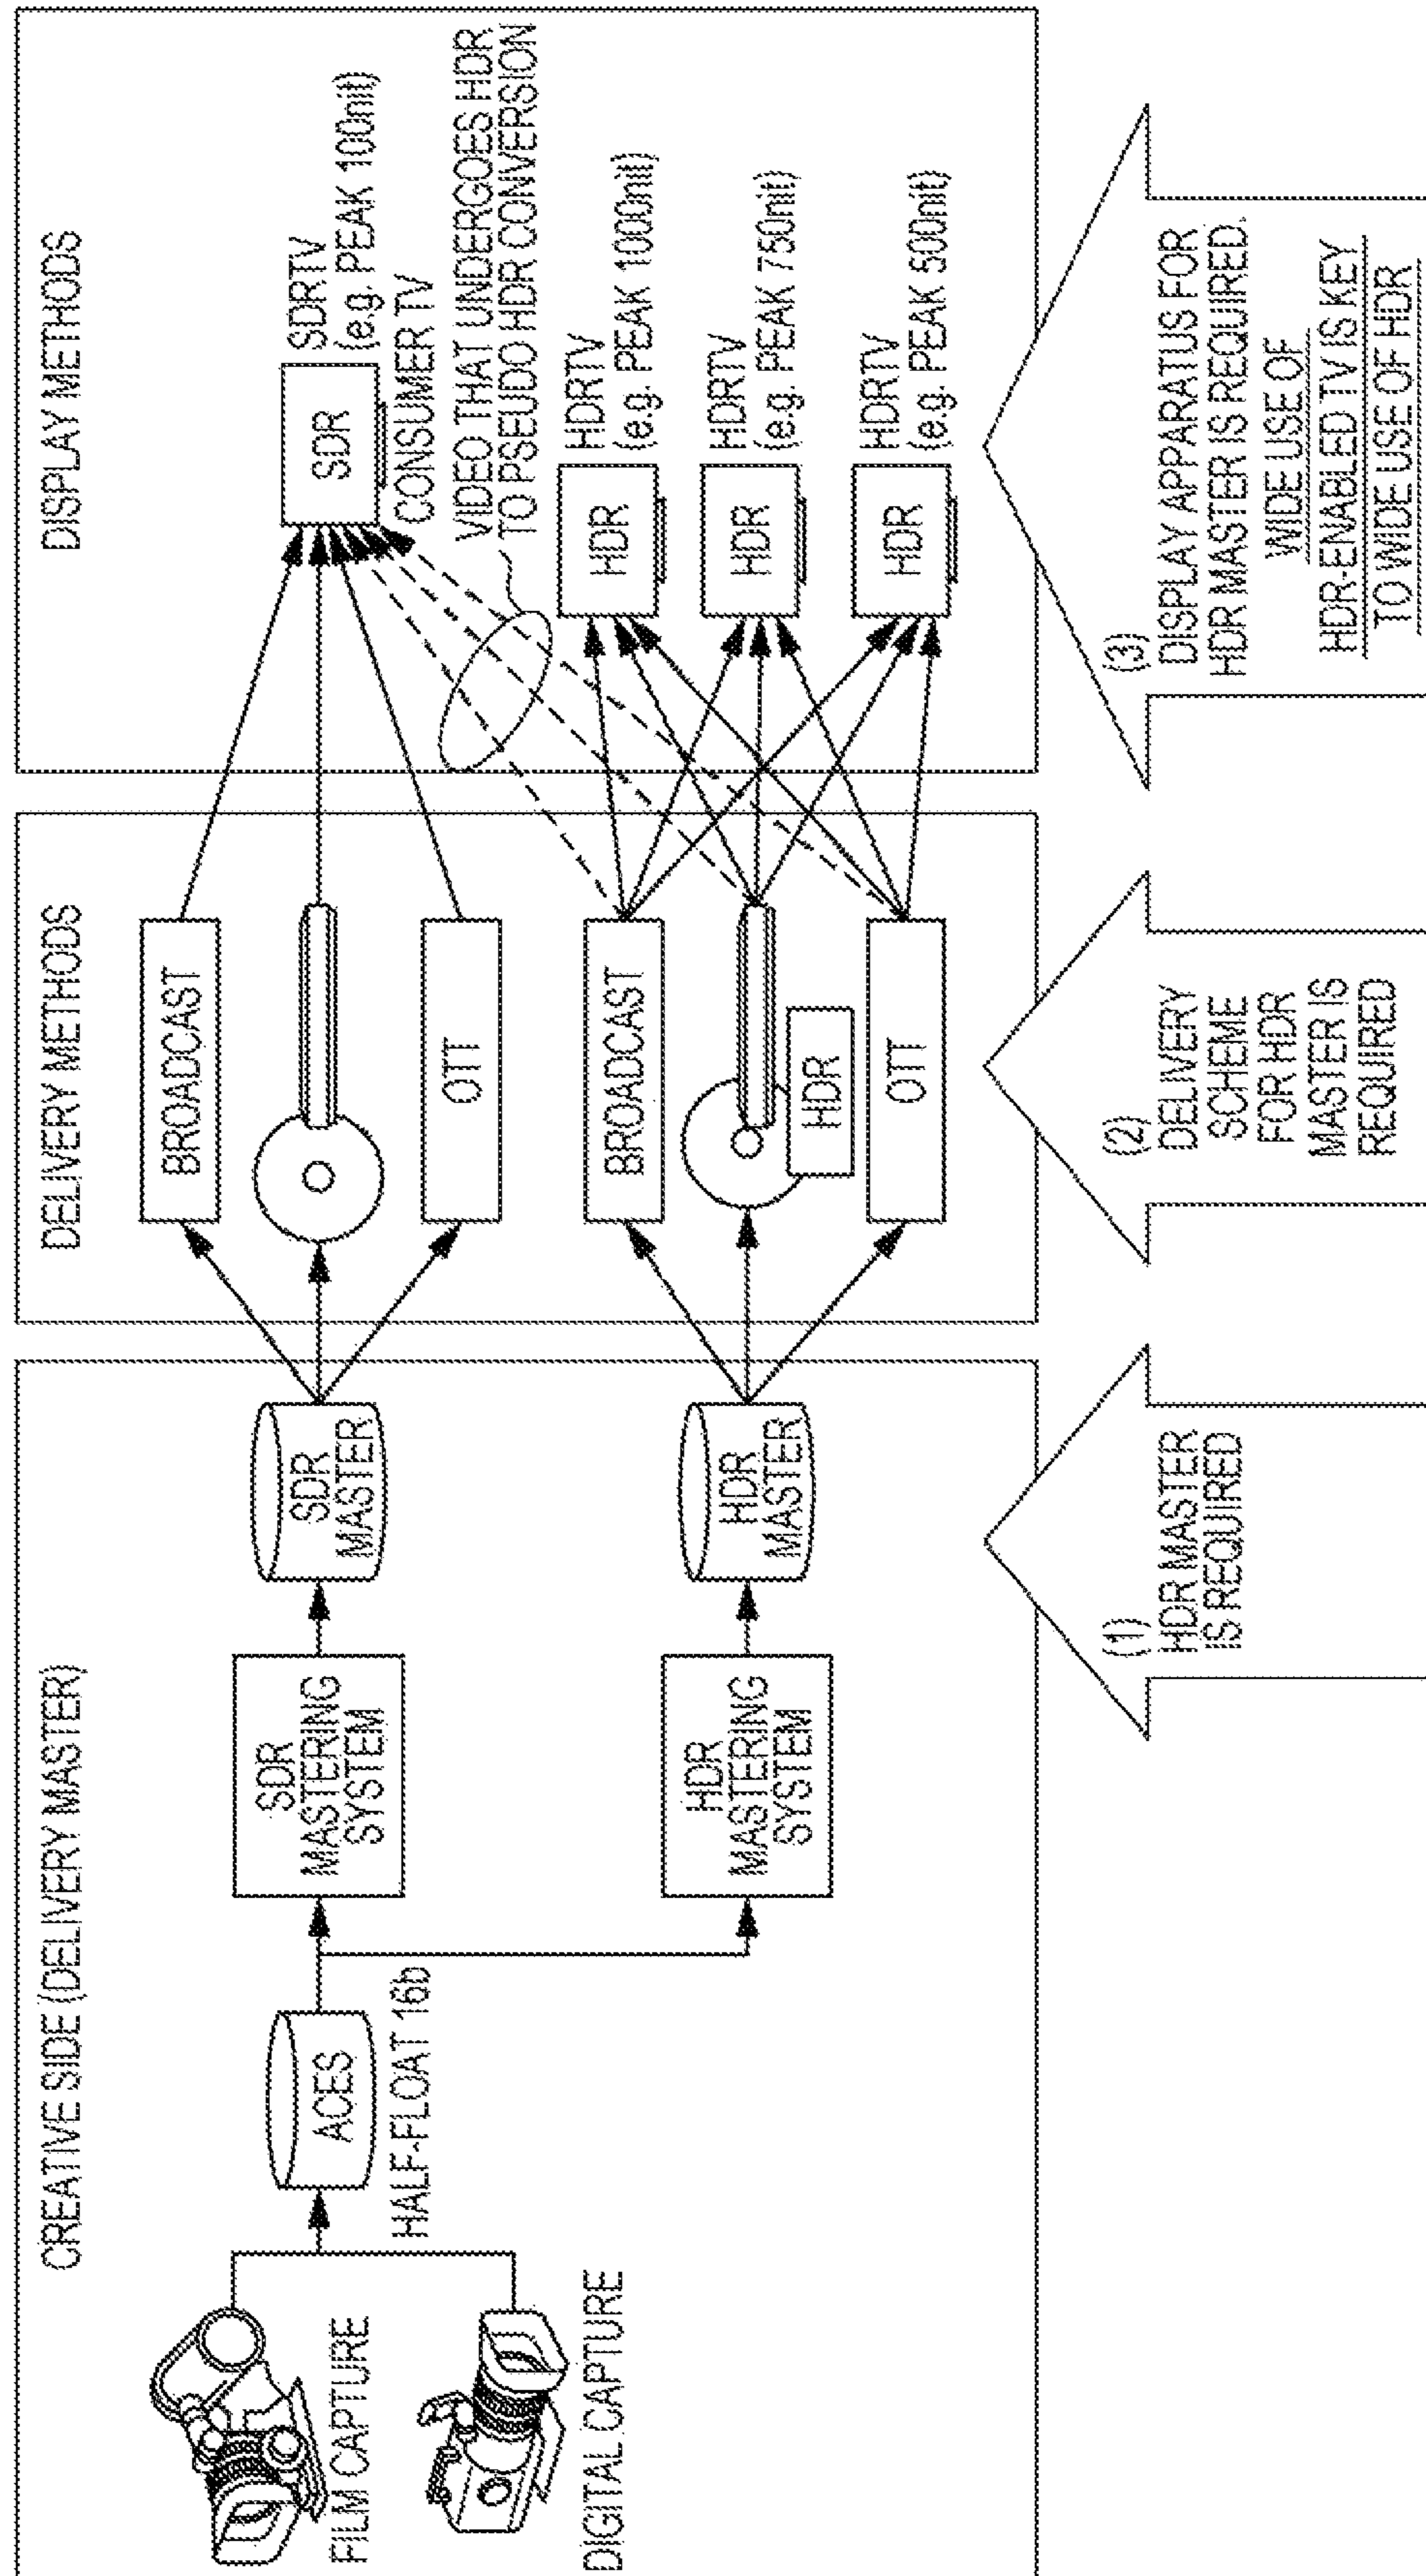 CREATIVE SIDE (DELIVERY MASTER)
FILM CAPTURE
DIGITAL CAPTURE
ACES
HALF-FLOAT 16b
SDR
MASTERING
SYSTEM
SDR
MASTER
HDR
MASTERING
SYSTEM
HDR
MASTER
DELIVERY METHODS
BROADCAST
OTT
BROADCAST
HDR
OTT
DISPLAY METHODS
SDR
SDRTV
(e.g. PEAK 100nit)
CONSUMER TV
VIDEO THAT UNDERGOES HDR
TO PSEUDO HDR CONVERSION
HDR
HDRTV
(e.g. PEAK 1000nit)
HDR
HDRTV
(e.g. PEAK 750nit)
HDR
HDRTV
(e.g. PEAK 500nit)
(1)
HDR MASTER
IS REQUIRED
(2)
DELIVERY
SCHEME
FOR HDR
MASTER IS
REQUIRED
(3)
DISPLAY APPARATUS FOR
HDR MASTER IS REQUIRED.
WIDE USE OF
HDR-ENABLED TV IS KEY
TO WIDE USE OF HDR